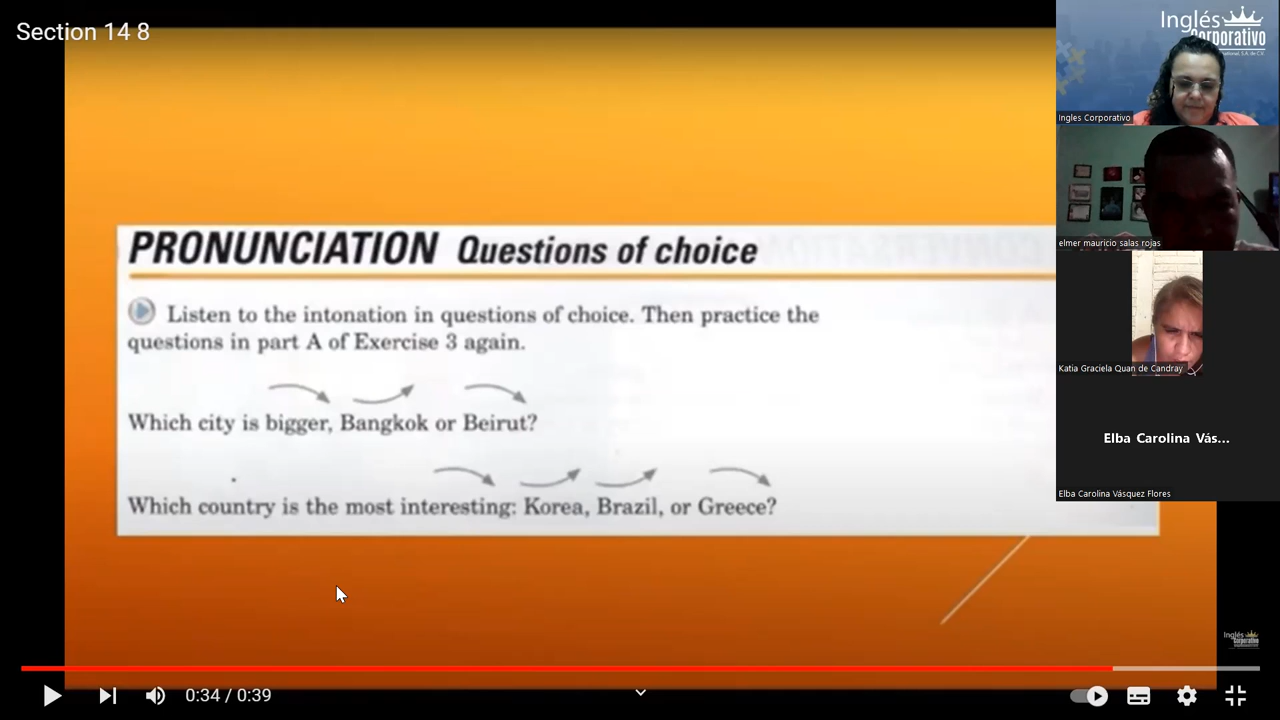 Section 14 8
Inglés
Corporativo
Ingles Corporativo
elmer mauricio salas rojas
Katia Graciela Quan de Candray
Elba Carolina Vás...
Elba Carolina Vásquez Flores
PRONUNCIATION Questions of choice
Listen to the intonation in questions of choice. Then practice the
questions in part A of Exercise 3 again.
Which city is bigger, Bangkok or Beirut?
Which country is the most interesting: Korea, Brazil, or Greece?
Inglés
Corporativo
0:34 / 0:39